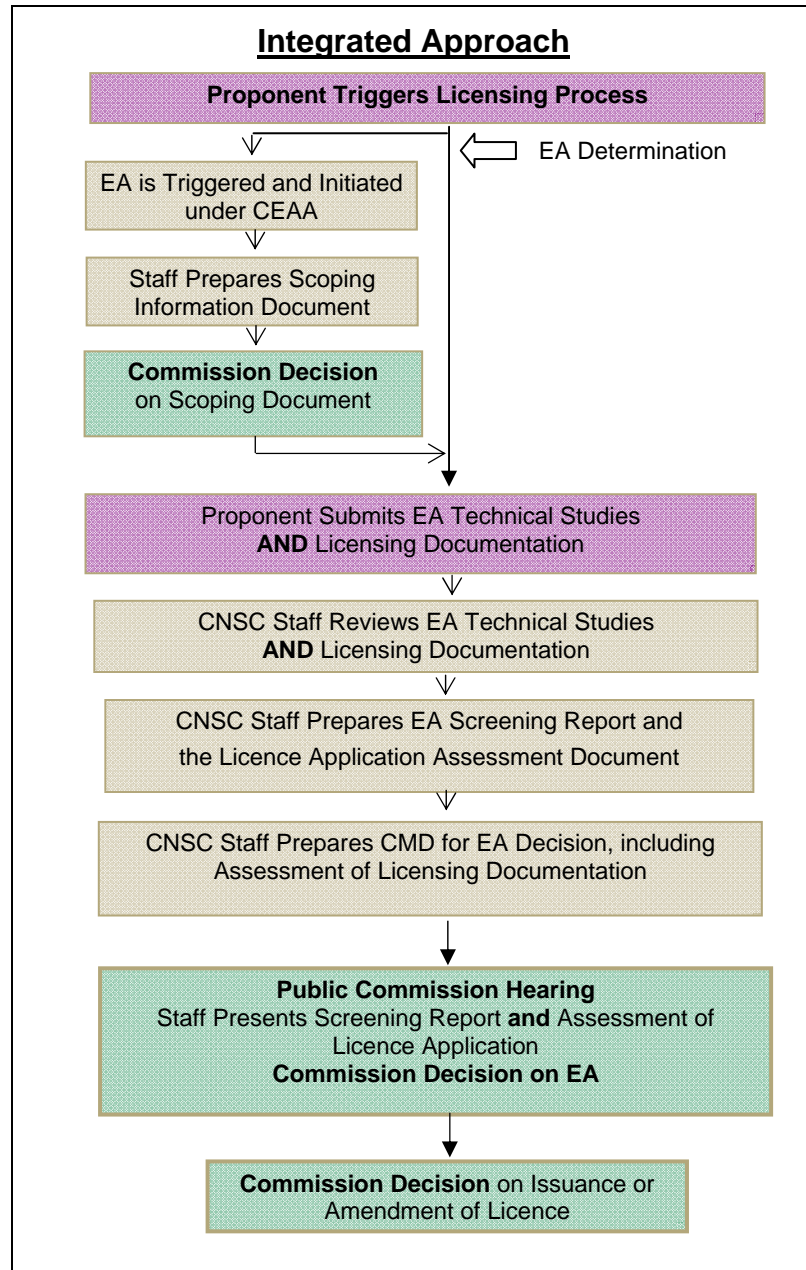 Integrated Approach
Proponent Triggers Licensing Process
EA Determination
EA is Triggered and Initiated
under CEAA
Staff Prepares Scoping
Information Document
Commission Decision
on Scoping Document
Proponent Submits EA Technical Studies
AND Licensing Documentation
CNSC Staff Reviews EA Technical Studies
AND Licensing Documentation
CNSC Staff Prepares EA Screening Report and
the Licence Application Assessment Document
CNSC Staff Prepares CMD for EA Decision, including
Assessment of Licensing Documentation
Public Commission Hearing
Staff Presents Screening Report and Assessment of
Licence Application
Commission Decision on EA
Commission Decision on Issuance or
Amendment of Licence